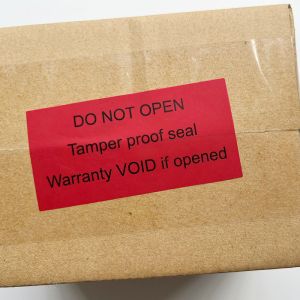 DO NOT OPEN
Tamper proof seal
Warranty VOID if opened